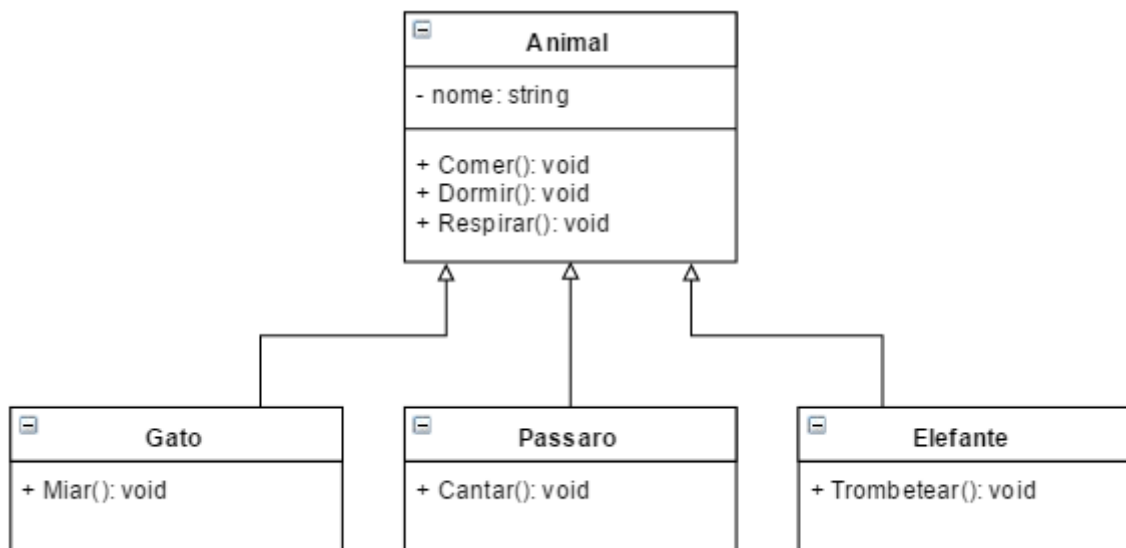 Animal
- nome: string
+ Comer(): void
+ Dormir(): void
+ Respirar(): void
Gato
+ Miar(): void
Passaro
+ Cantar(): void
Elefante
+ Trombetear(): void